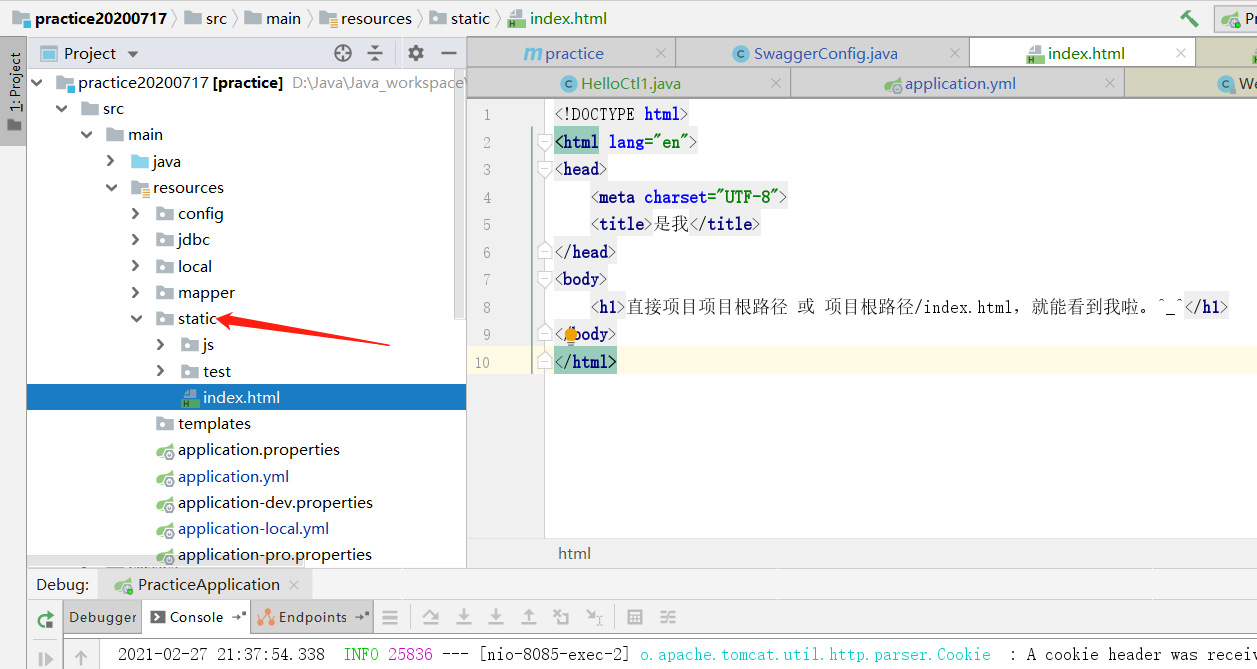 practice20200717 src main resources static index.html
1: Project
Project
practice SwaggerConfig.java index.html
HelloCtl1.java application.yml
practice20200717 [practice] D:\Java\Java_workspace\
src
main
java
resources
config
jdbc
local
mapper
static
js
test
index.html
templates
application.properties
application.yml
application-dev.properties
application-local.yml
application-pro.properties
1 <!DOCTYPE html>
2 <html lang="en">
3 <head>
4 <meta charset="UTF-8">
5 <title>是我</title>
6 </head>
7 <body>
8 <h1>直接项目项目根路径 或 项目根路径/index.html，就能看到我啦。^_^</h1>
9 </body>
10 </html>
html
Debug: PracticeApplication
Debugger Console Endpoints
2021-02-27 21:37:54.338 INFO 25836 --- [nio-8085-exec-2] o.apache.tomcat.util.http.parser.Cookie : A cookie header was recei